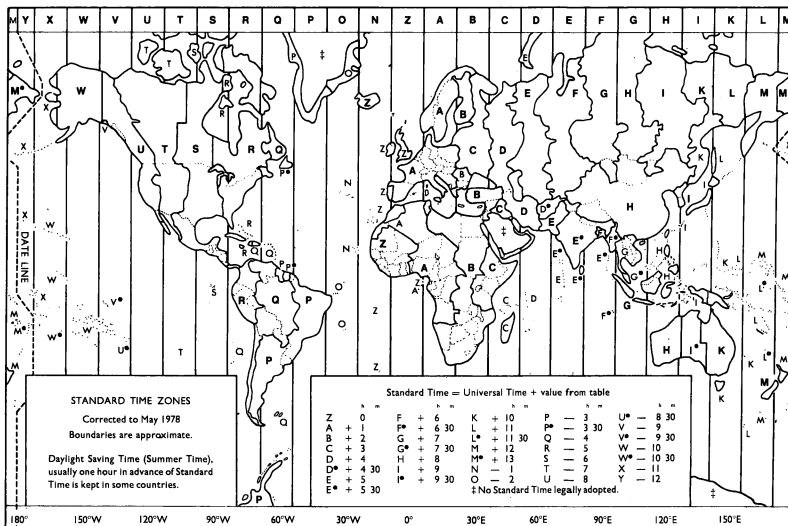 M Y X W V U T S R Q P O N Z A B C D E F G H I K L M
DATE LINE
STANDARD TIME ZONES
Corrected to May 1978
Boundaries are approximate.
Daylight Saving Time (Summer Time),
usually one hour in advance of Standard
Time is kept in some countries.
Standard Time = Universal Time + value from table
h m h m h m h m h m
Z 0 F + 6 K + 10 P — 3 U* — 8 30
A + 1 F* + 6 30 L + 11 P* — 3 30 V — 9
B + 2 G + 7 L* + 11 30 Q — 4 V* — 9 30
C + 3 G* + 7 30 M + 12 R — 5 W — 10
D + 4 H + 8 M* + 13 S — 6 W* — 10 30
D* + 4 30 I + 9 N — 1 T — 7 X — 11
E + 5 I* + 9 30 O — 2 U — 8 Y — 12
E* + 5 30 ‡ No Standard Time legally adopted.
180° 150°W 120°W 90°W 60°W 30°W 0° 30°E 60°E 90°E 120°E 150°E 180°